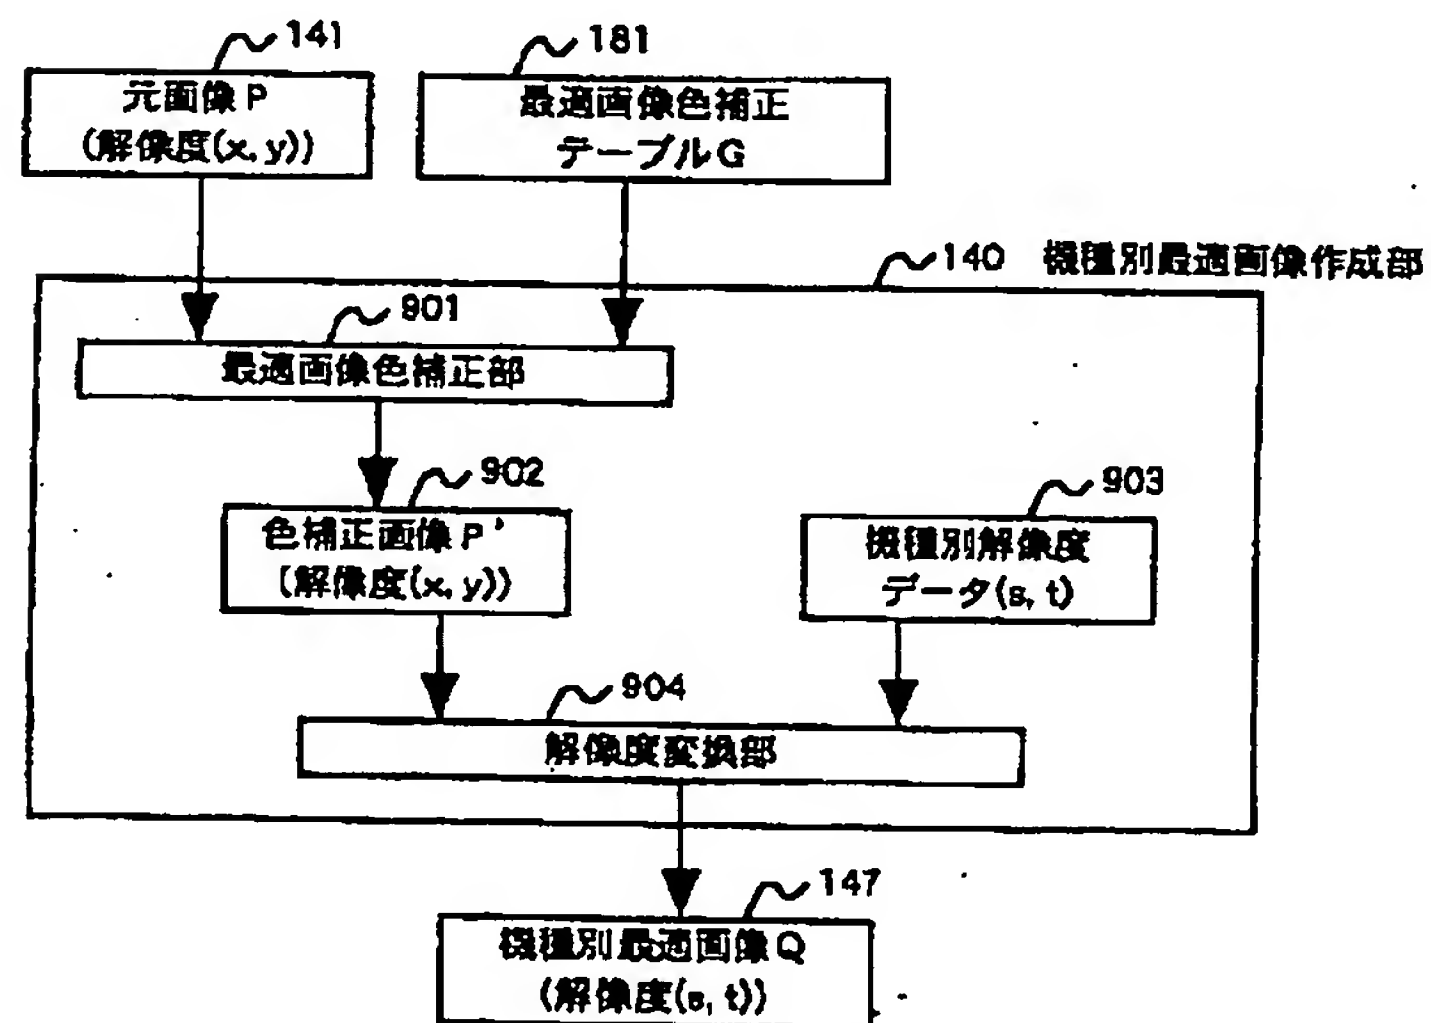 141
元画像P
(解像度(x, y))
181
最適画像色補正
テーブルG
140 機種別最適画像作成部
901
最適画像色補正部
902
色補正画像P'
(解像度(x, y))
903
機種別解像度
データ(s, t)
904
解像度変換部
147
機種別最適画像Q
(解像度(s, t))